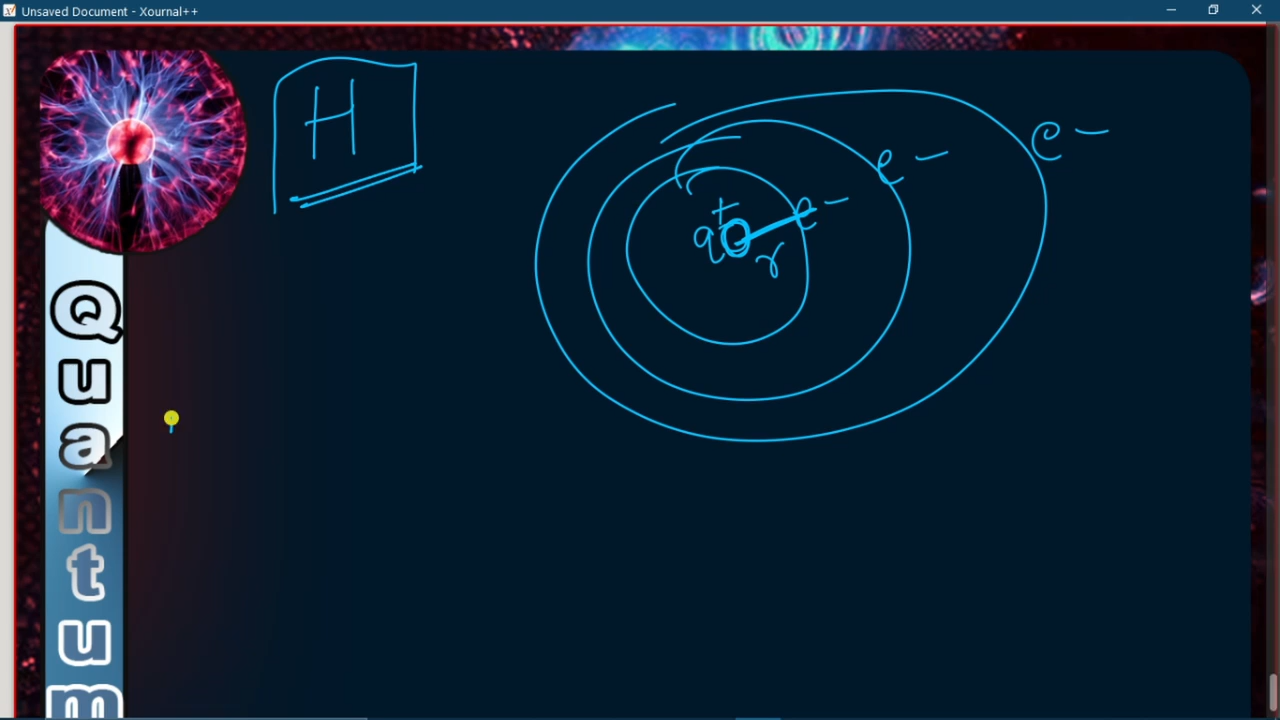 Unsaved Document - Xournal++
H
e-
e-
e-
q+
r
Quantum